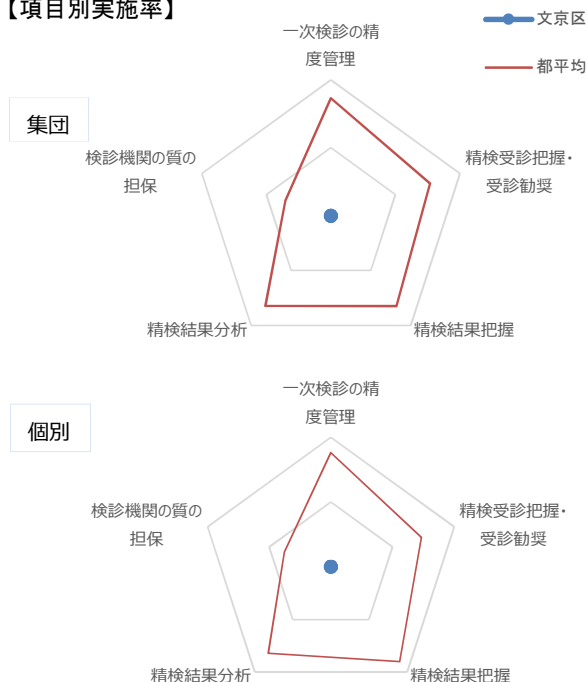 【項目別実施率】
文京区
都平均
集団
一次検診の精
度管理
精検受診把握・
受診勧奨
精検結果把握
精検結果分析
検診機関の質の
担保
個別
一次検診の精
度管理
精検受診把握・
受診勧奨
精検結果把握
精検結果分析
検診機関の質の
担保